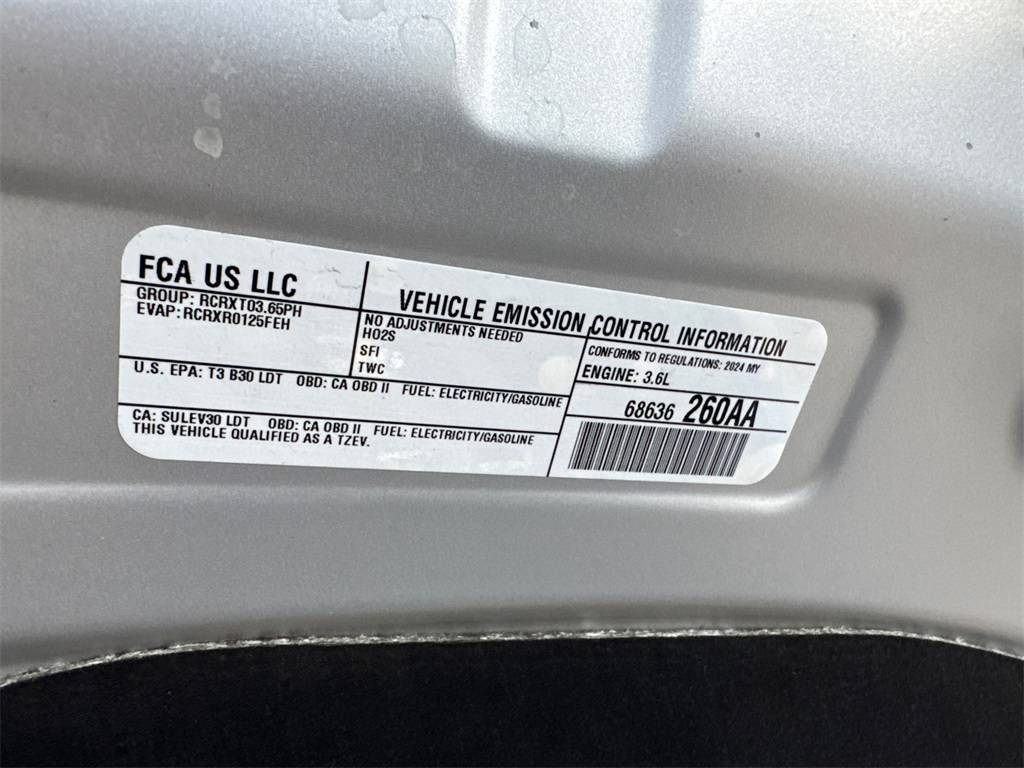 FCA US LLC
VEHICLE EMISSION CONTROL INFORMATION
GROUP: RCRXT03.65PH
EVAP: RCRXR0125FEH
NO ADJUSTMENTS NEEDED
HO2S
SFI
TWC
CONFORMS TO REGULATIONS: 2024 MY
ENGINE: 3.6L
U.S. EPA: T3 B30 LDT OBD: CA OBD II FUEL: ELECTRICITY/GASOLINE
68636 260AA
CA: SULEV30 LDT OBD: CA OBD II FUEL: ELECTRICITY/GASOLINE
THIS VEHICLE QUALIFIED AS A TZEV.